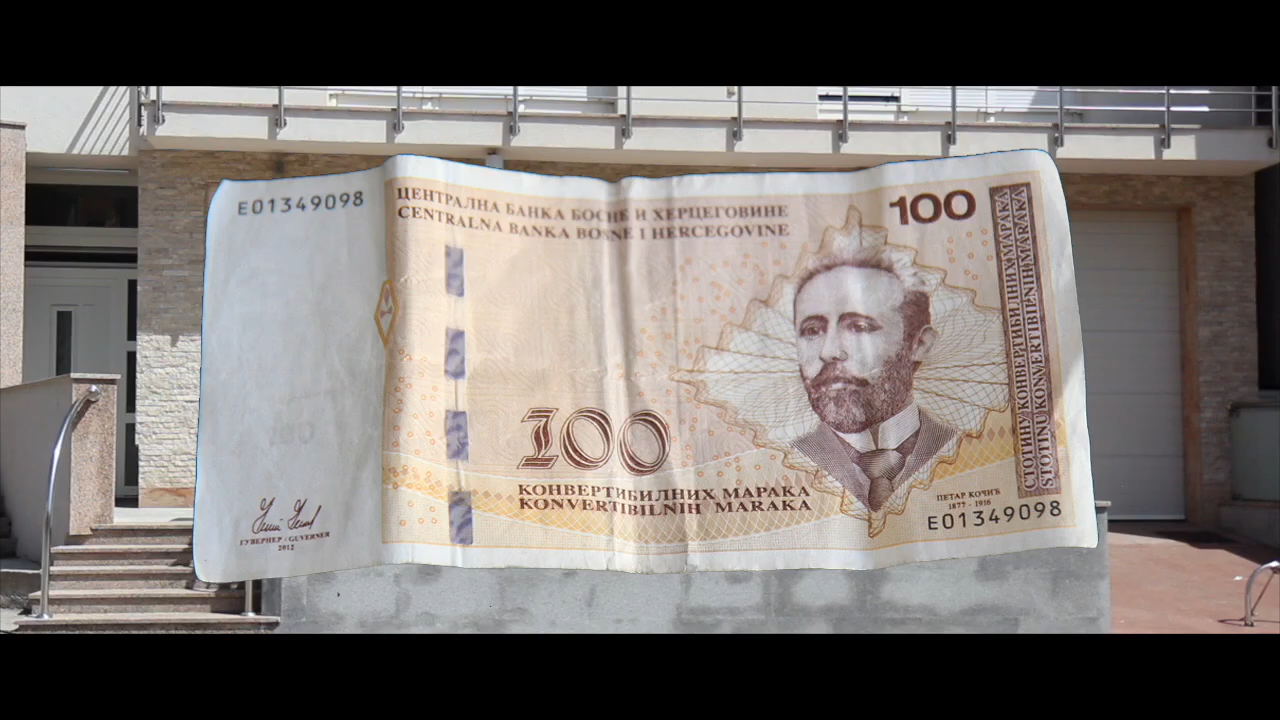 E01349098
ЦЕНТРАЛНА БАНКА БОСНЕ И ХЕРЦЕГОВИНЕ
CENTRALNA BANKA BOSNE I HERCEGOVINE
100
СТОТИНУ КОНВЕРТИБИЛНИХ МАРАКА
STOTINU KONVERTIBILNIH MARAKA
100
КОНВЕРТИБИЛНИХ МАРАКА
KONVERTIBILNIH MARAKA
ПЕТАР КОЧИЋ
1877 - 1916
E01349098
ГУВЕРНЕР / GUVERNER
2012